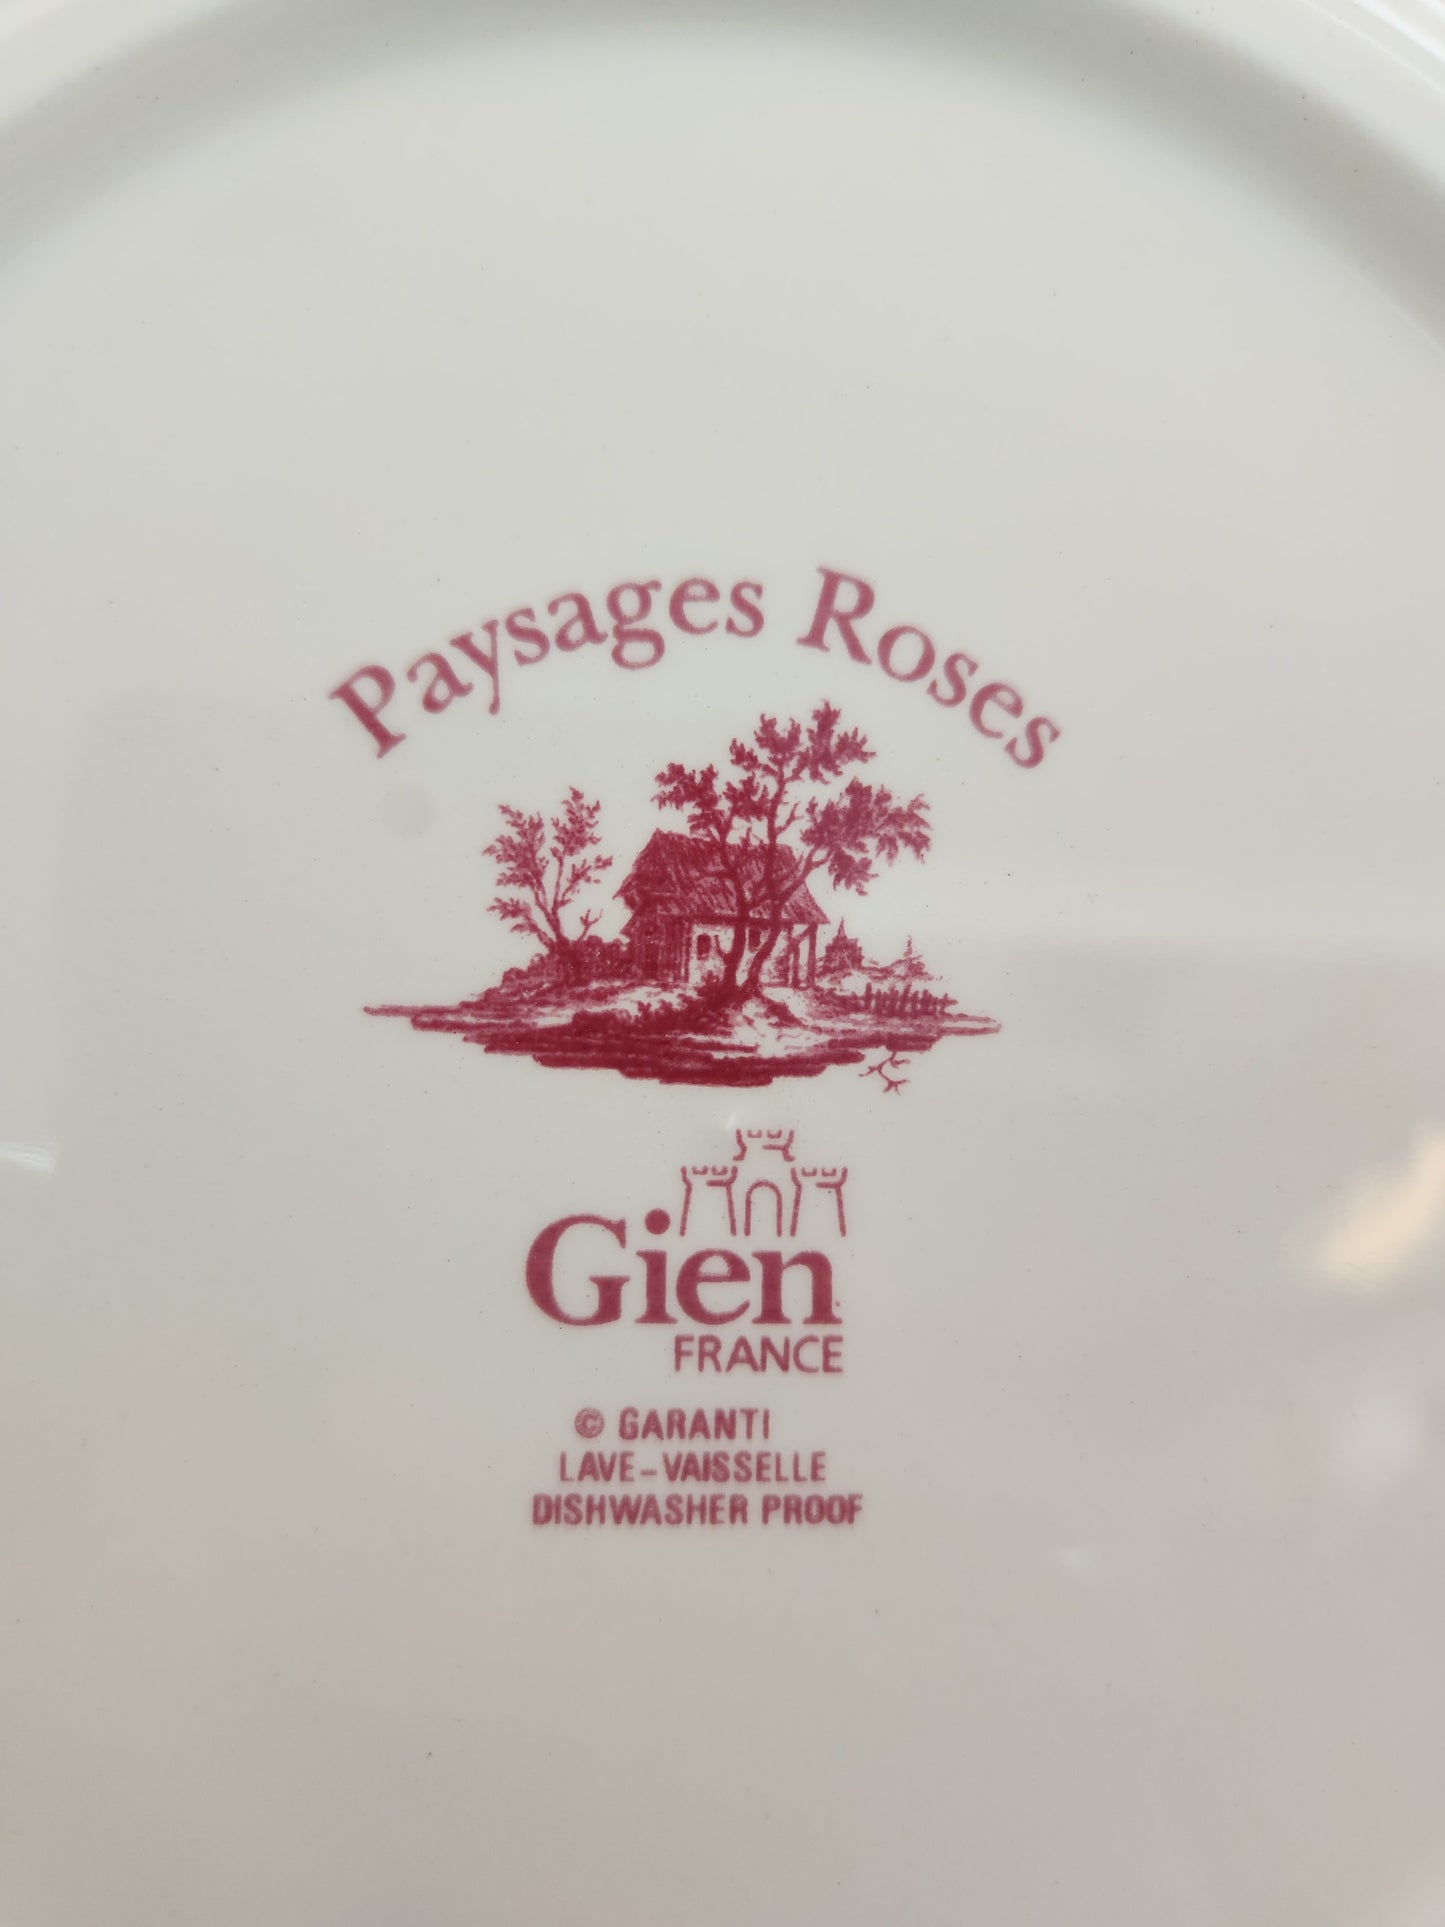 Paysages Roses
Gien
FRANCE
© GARANTI
LAVE-VAISSELLE
DISHWASHER PROOF